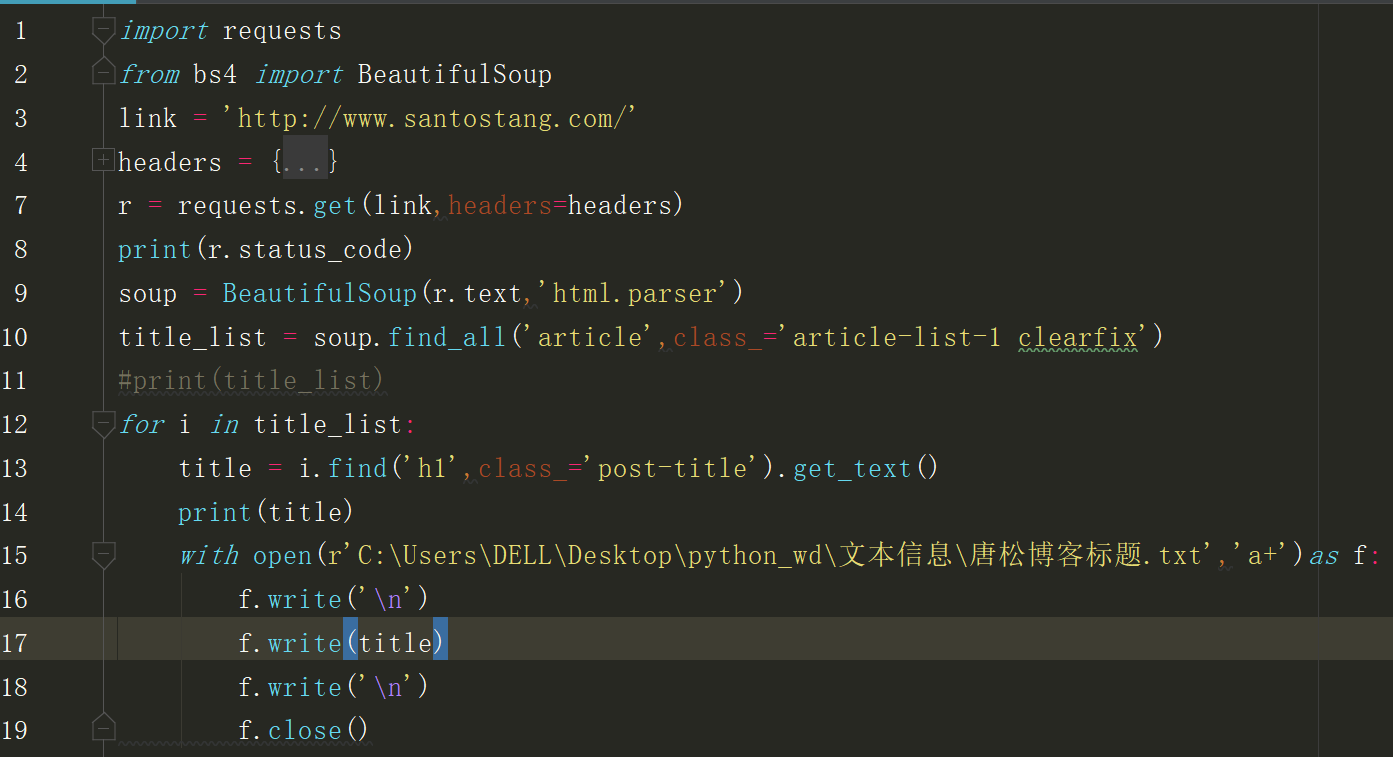 1 import requests
2 from bs4 import BeautifulSoup
3 link = 'http://www.santostang.com/'
4 headers = {...}
7 r = requests.get(link,headers=headers)
8 print(r.status_code)
9 soup = BeautifulSoup(r.text,'html.parser')
10 title_list = soup.find_all('article',class_='article-list-1 clearfix')
11 #print(title_list)
12 for i in title_list:
13     title = i.find('h1',class_='post-title').get_text()
14     print(title)
15     with open(r'C:\Users\DELL\Desktop\python_wd\文本信息\唐松博客标题.txt','a+')as f:
16         f.write('\n')
17         f.write(title)
18         f.write('\n')
19         f.close()